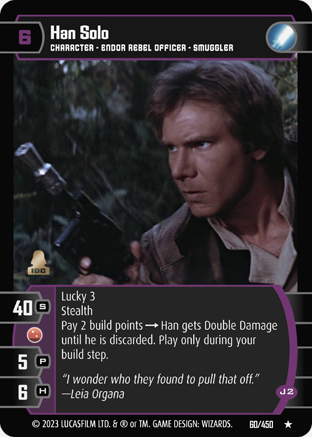 6 Han Solo
CHARACTER - ENDOR REBEL OFFICER - SMUGGLER
IDC
40 S
5 P
6 H
Lucky 3
Stealth
Pay 2 build points → Han gets Double Damage
until he is discarded. Play only during your
build step.
“I wonder who they found to pull that off.”
—Leia Organa
J2
© 2023 LUCASFILM LTD. & ® or TM. GAME DESIGN: WIZARDS. 60/450